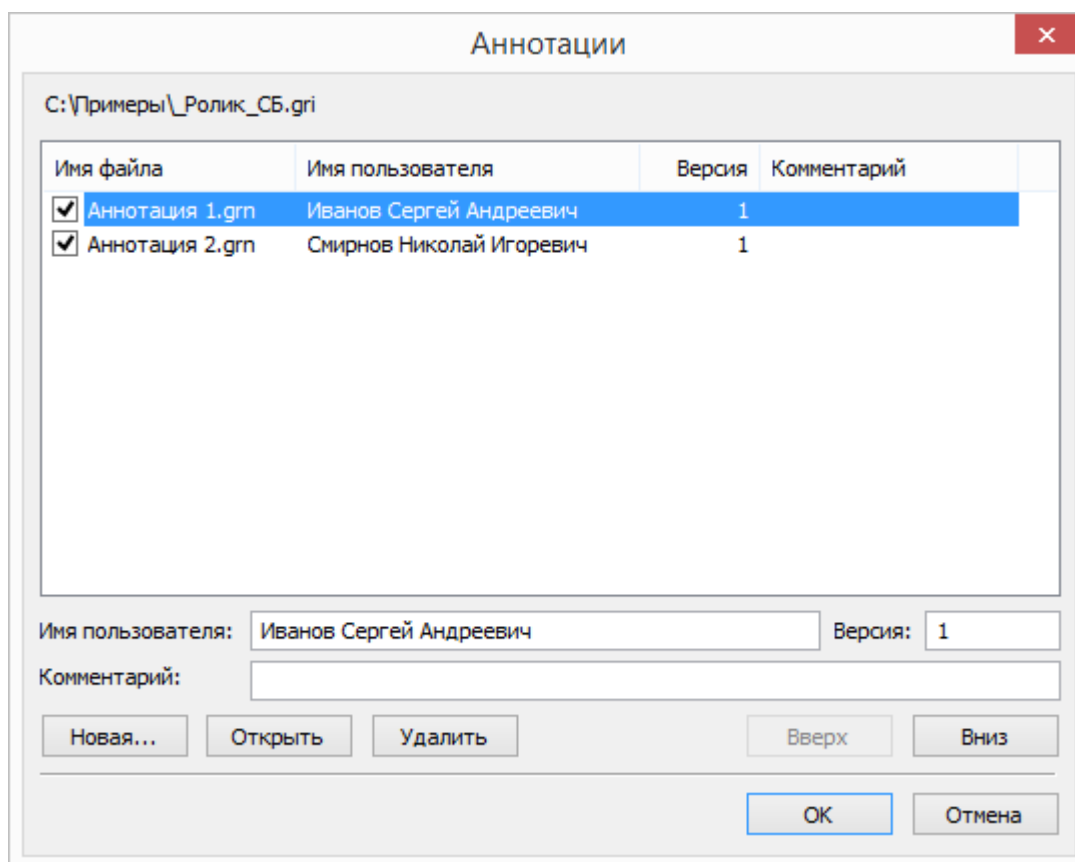 Аннотации
C:\Примеры\_Ролик_СБ.gri
Имя файла Имя пользователя Версия Комментарий
Аннотация 1.grn Иванов Сергей Андреевич 1
Аннотация 2.grn Смирнов Николай Игоревич 1
Имя пользователя: Иванов Сергей Андреевич Версия: 1
Комментарий:
Новая... Открыть Удалить Вверх Вниз
ОК Отмена